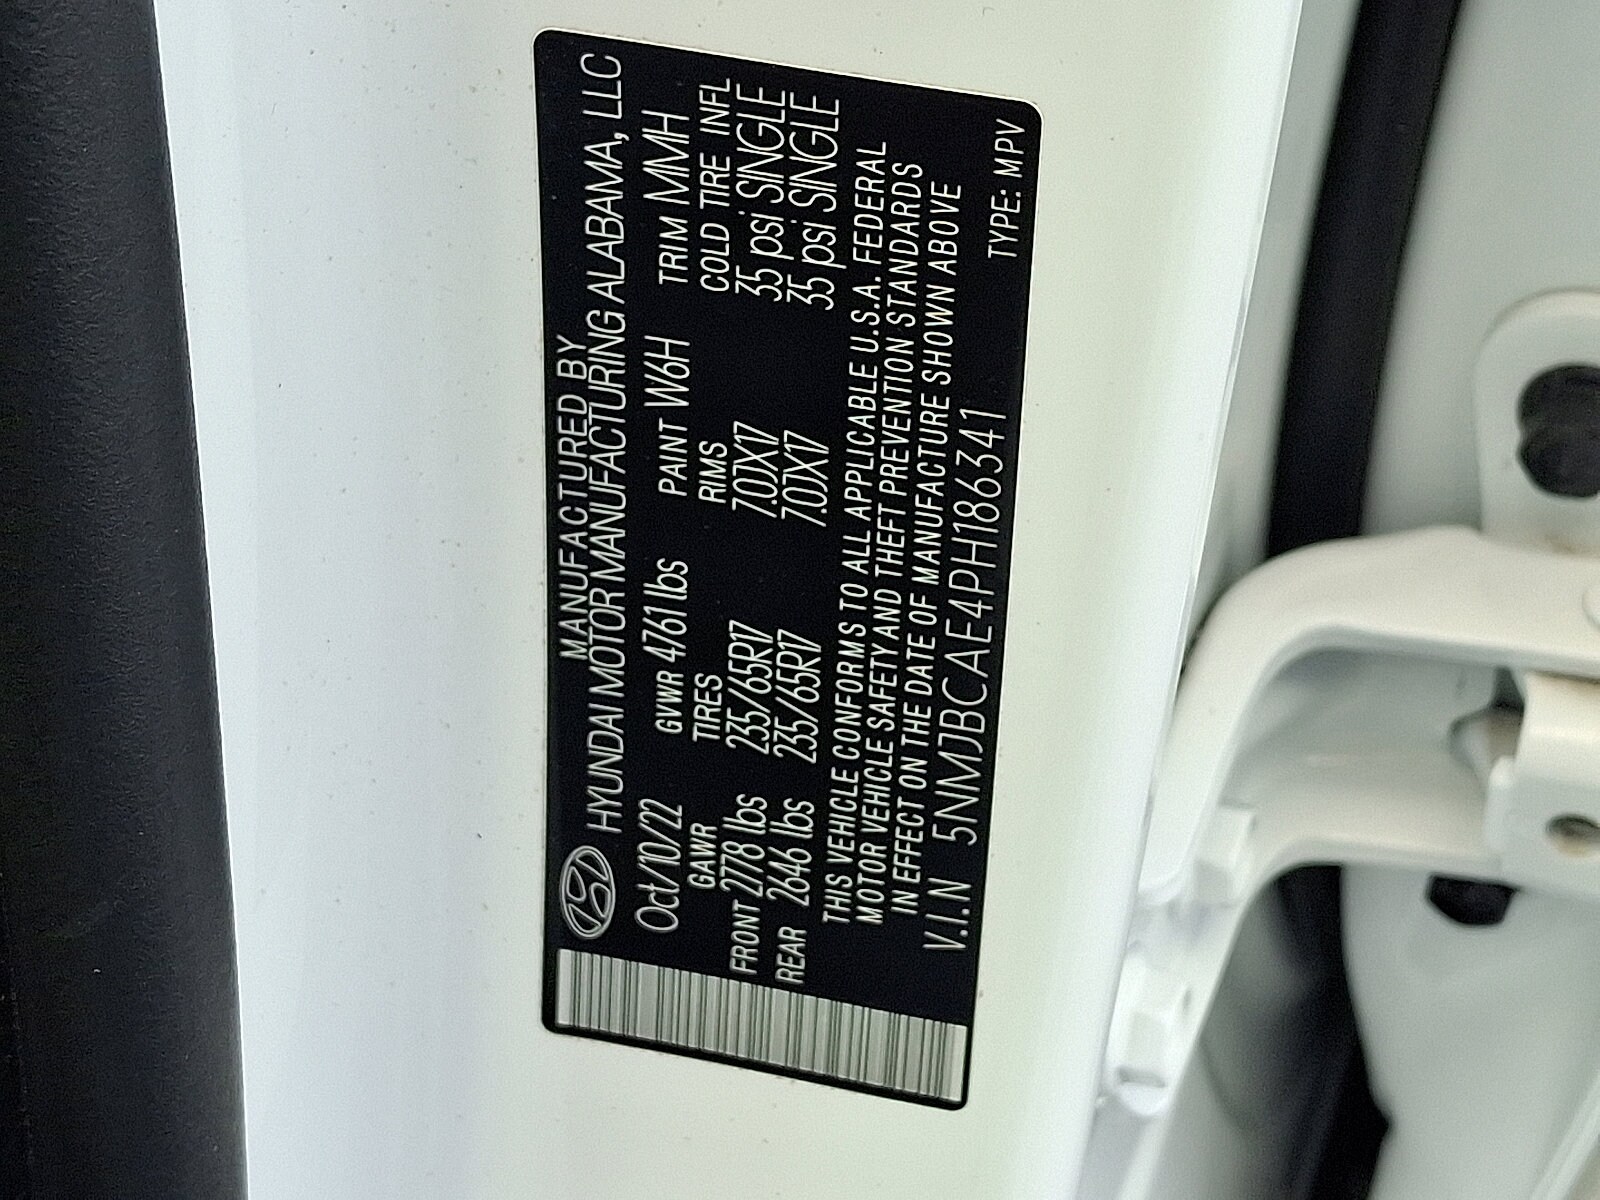 MANUFACTURED BY
HYUNDAI MOTOR MANUFACTURING ALABAMA, LLC
Oct/10/22 GVWR 4761 lbs PAINT W6H TRIM MMH
GAWR TIRES RIMS COLD TIRE INFL
FRONT 2778 lbs 235/65R17 7.0JX17 35 psi SINGLE
REAR 2646 lbs 235/65R17 7.0JX17 35 psi SINGLE
THIS VEHICLE CONFORMS TO ALL APPLICABLE U.S.A. FEDERAL
MOTOR VEHICLE SAFETY AND THEFT PREVENTION STANDARDS
IN EFFECT ON THE DATE OF MANUFACTURE SHOWN ABOVE
V.I.N 5NMJBCAE4PH186341 TYPE: MPV